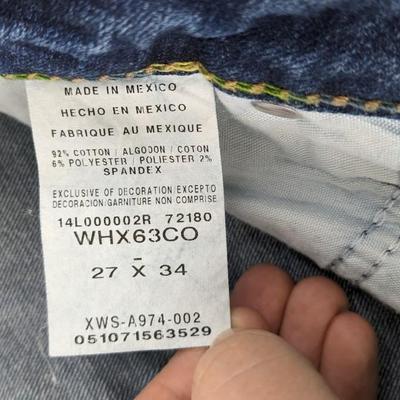 MADE IN MEXICO
HECHO EN MEXICO
FABRIQUE AU MEXIQUE
92% COTTON / ALGODON / COTON
6% POLYESTER / POLIESTER 2%
SPANDEX
EXCLUSIVE OF DECORATION/EXCEPTO
DECORACION/GARNITURE NON COMPRISE
14L000002R 72180
WHX63CO
-
27 X 34
XWS-A974-002
051071563529